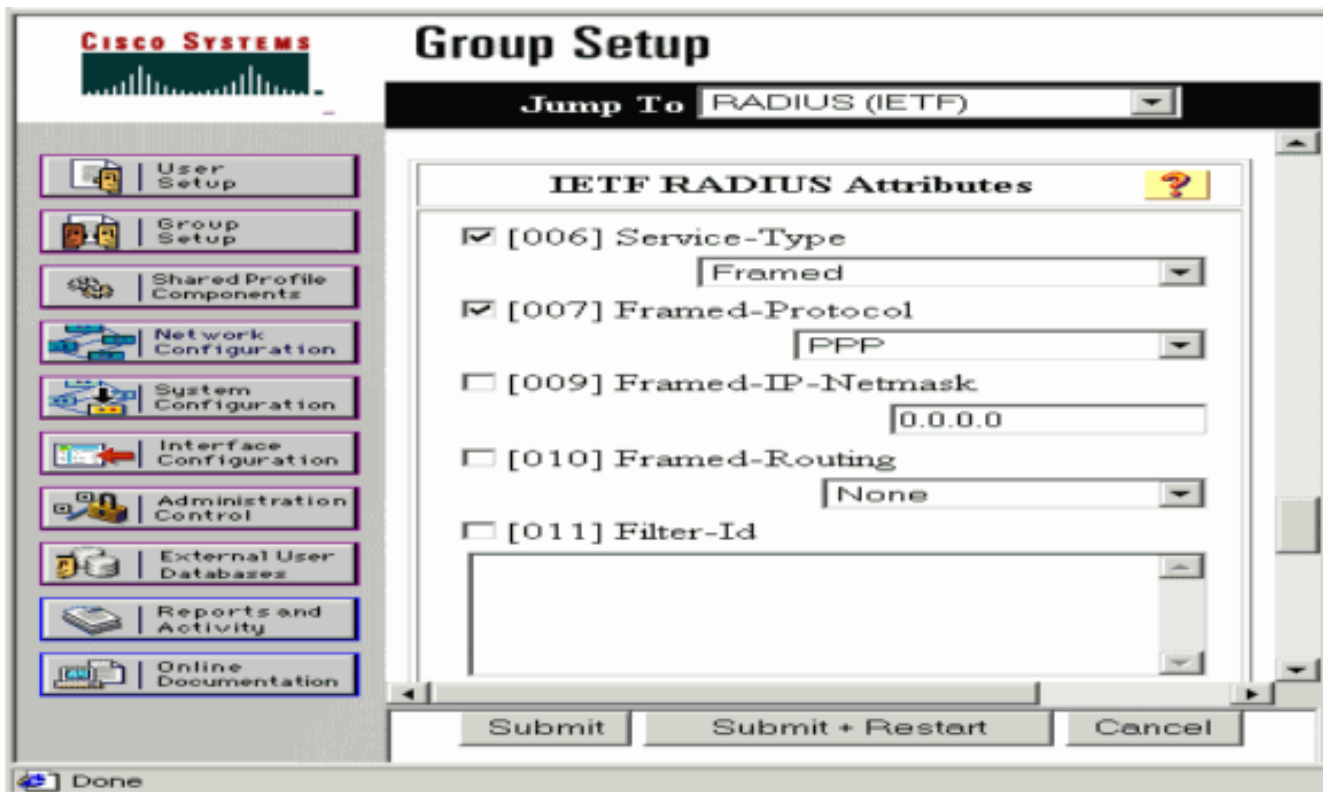 CISCO SYSTEMS
Group Setup
Jump To RADIUS (IETF)
User
Setup
Group
Setup
Shared Profile
Components
Network
Configuration
System
Configuration
Interface
Configuration
Administration
Control
External User
Databases
Reports and
Activity
Online
Documentation
IETF RADIUS Attributes
?
[006] Service-Type
Framed
[007] Framed-Protocol
PPP
[009] Framed-IP-Netmask
0.0.0.0
[010] Framed-Routing
None
[011] Filter-Id
Submit
Submit + Restart
Cancel
Done